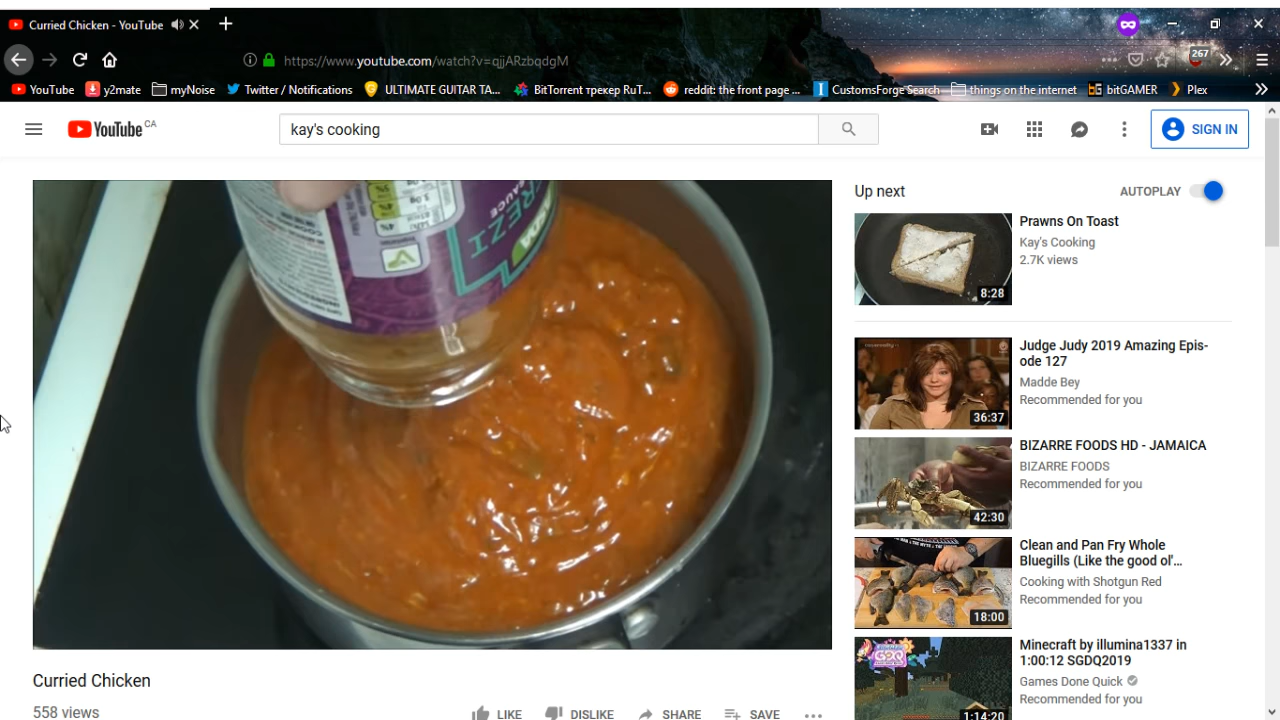 Curried Chicken - YouTube
https://www.youtube.com/watch?v=qjjARzbqdgM
267
YouTube
y2mate
myNoise
Twitter / Notifications
ULTIMATE GUITAR TA...
BitTorrent трекер RuT...
reddit: the front page ...
CustomsForge Search
things on the internet
bitGAMER
Plex
YouTube CA
kay's cooking
SIGN IN
REZI
SAUCE
ASDA
Curried Chicken
558 views
LIKE
DISLIKE
SHARE
SAVE
Up next
AUTOPLAY
8:28
Prawns On Toast
Kay's Cooking
2.7K views
36:37
Judge Judy 2019 Amazing Epis-
ode 127
Madde Bey
Recommended for you
42:30
BIZARRE FOODS HD - JAMAICA
BIZARRE FOODS
Recommended for you
18:00
Clean and Pan Fry Whole
Bluegills (Like the good ol'...
Cooking with Shotgun Red
Recommended for you
1:14:20
Minecraft by illumina1337 in
1:00:12 SGDQ2019
Games Done Quick
Recommended for you